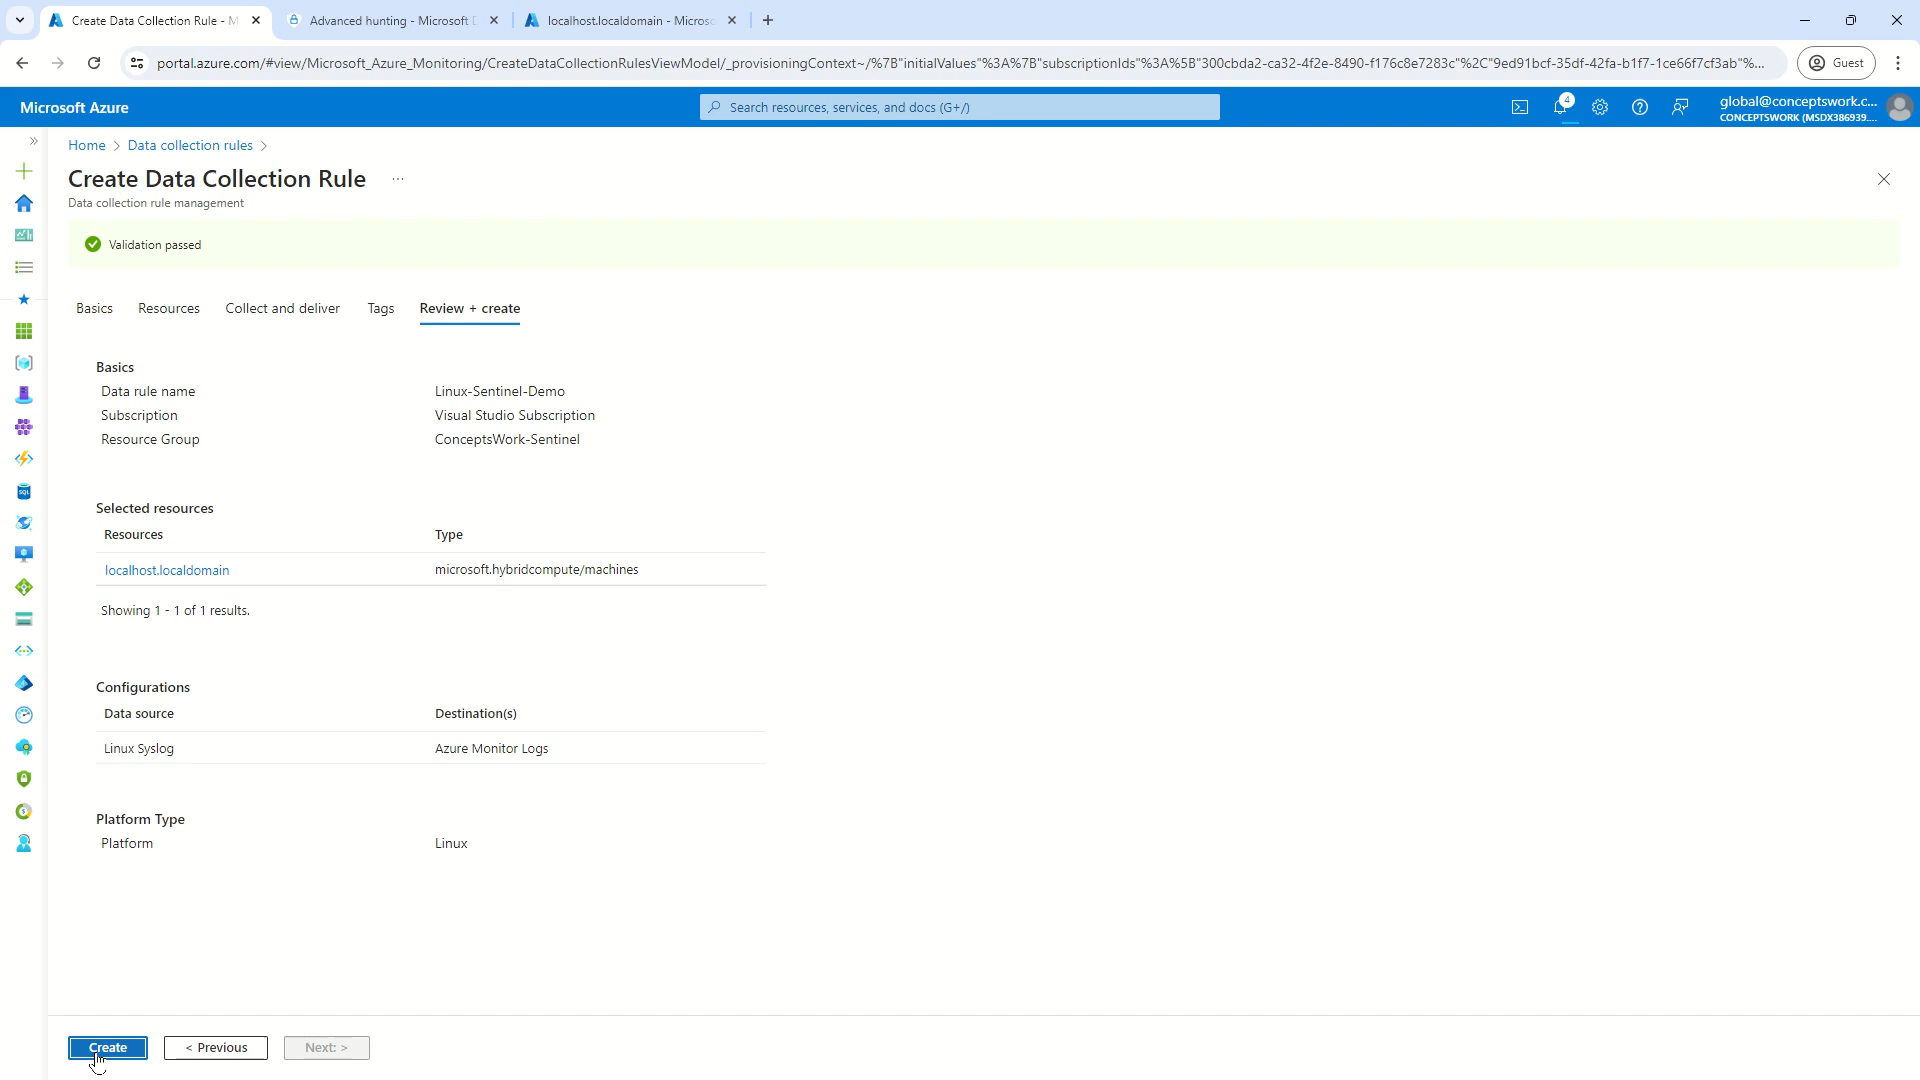 Create Data Collection Rule - M
Advanced hunting - Microsoft D
localhost.localdomain - Microso
portal.azure.com/#view/Microsoft_Azure_Monitoring/CreateDataCollectionRulesViewModel/_provisioningContext~/%7B"initialValues"%3A%7B"subscriptionIds"%3A%5B"300cbda2-ca32-4f2e-8490-f176c8e7283c"%2C"9ed91bcf-35df-42fa-b1f7-1ce66f7cf3ab"%...
Guest
Microsoft Azure
Search resources, services, and docs (G+/)
4
global@conceptswork.c...
CONCEPTSWORK (MSDX386939....
Home > Data collection rules >
Create Data Collection Rule ...
Data collection rule management
Validation passed
Basics Resources Collect and deliver Tags Review + create
Basics
Data rule name Linux-Sentinel-Demo
Subscription Visual Studio Subscription
Resource Group ConceptsWork-Sentinel
Selected resources
Resources Type
localhost.localdomain microsoft.hybridcompute/machines
Showing 1 - 1 of 1 results.
Configurations
Data source Destination(s)
Linux Syslog Azure Monitor Logs
Platform Type
Platform Linux
Create < Previous Next: >